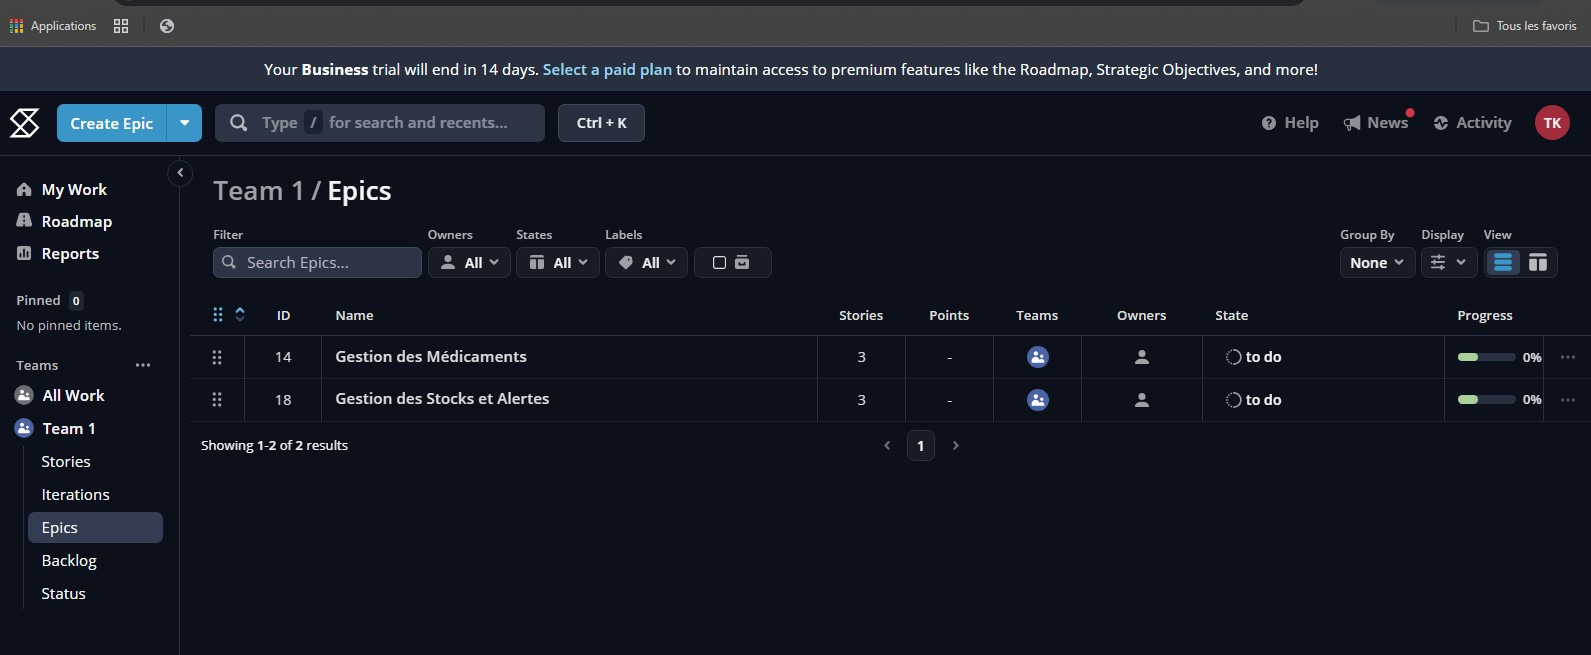 Applications
Tous les favoris
Your Business trial will end in 14 days. Select a paid plan to maintain access to premium features like the Roadmap, Strategic Objectives, and more!
Create Epic
Type / for search and recents...
Ctrl + K
Help
News
Activity
TK
My Work
Roadmap
Reports
Pinned 0
No pinned items.
Teams
All Work
Team 1
Stories
Iterations
Epics
Backlog
Status
Team 1 / Epics
Filter Owners States Labels Group By Display View
Search Epics... All All All None
ID Name Stories Points Teams Owners State Progress
14 Gestion des Médicaments 3 - to do 0%
18 Gestion des Stocks et Alertes 3 - to do 0%
Showing 1-2 of 2 results
1